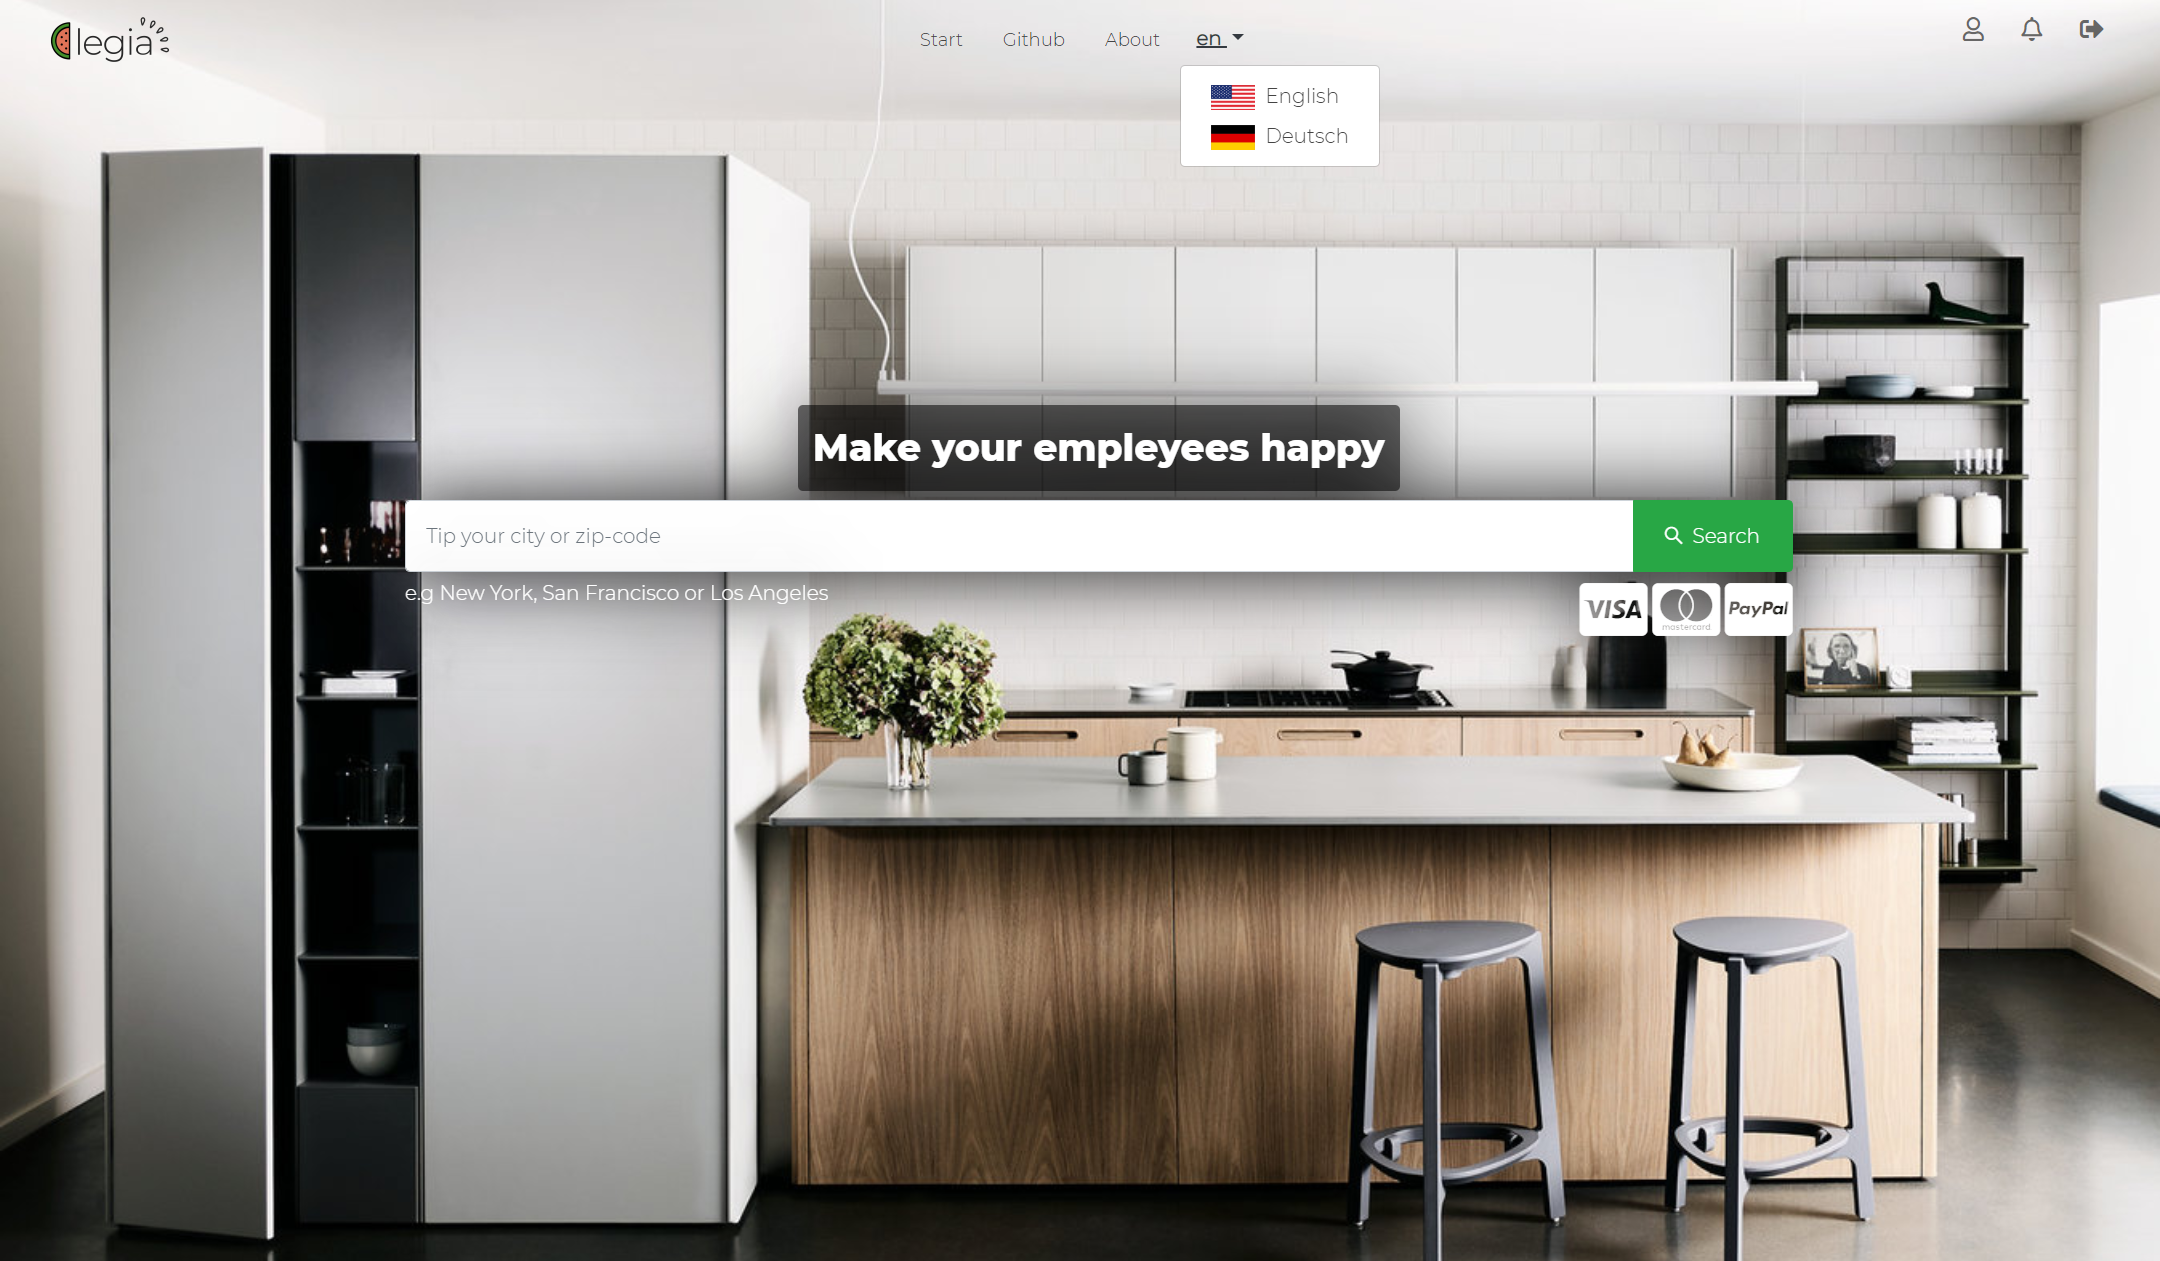 legia
Start Github About en
English
Deutsch
Make your empleyees happy
Tip your city or zip-code
Search
e.g New York, San Francisco or Los Angeles
VISA mastercard PayPal